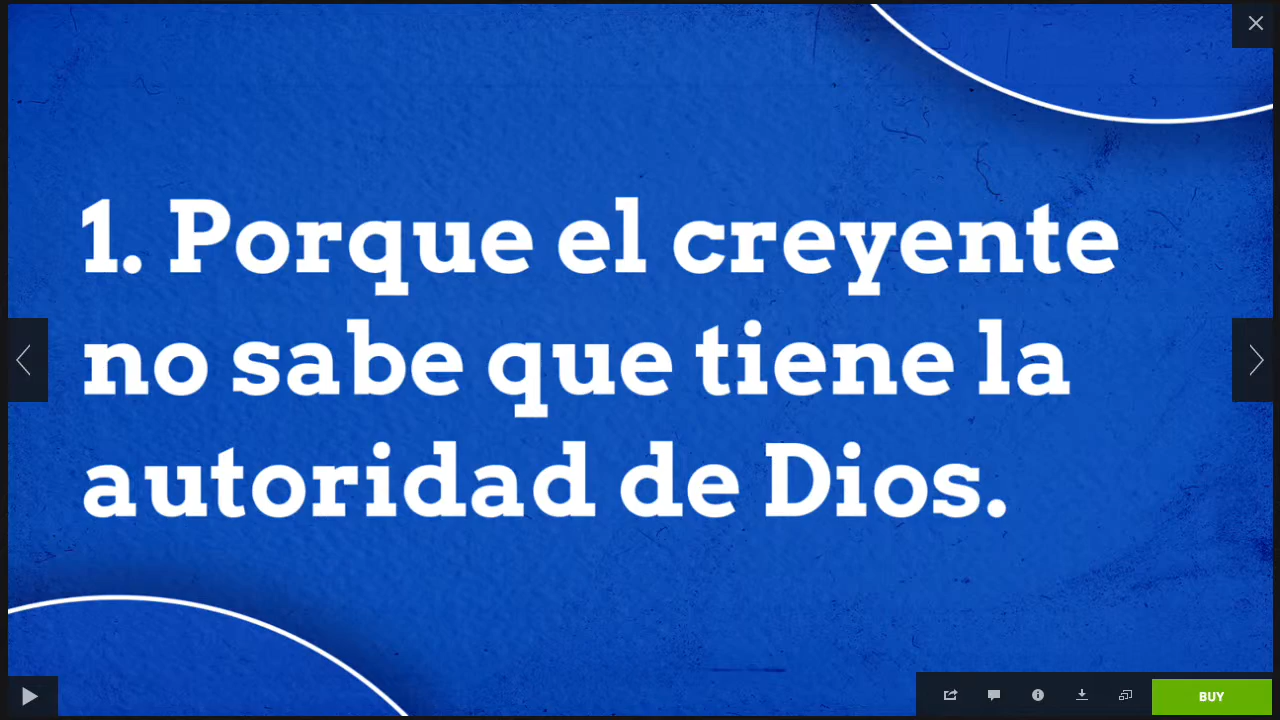 1. Porque el creyente
no sabe que tiene la
autoridad de Dios.
BUY